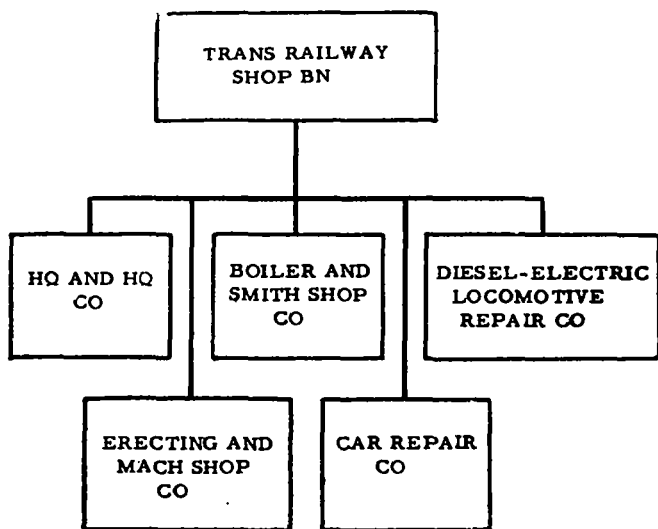 TRANS RAILWAY
SHOP BN
HQ AND HQ
CO
BOILER AND
SMITH SHOP
CO
DIESEL-ELECTRIC
LOCOMOTIVE
REPAIR CO
ERECTING AND
MACH SHOP
CO
CAR REPAIR
CO